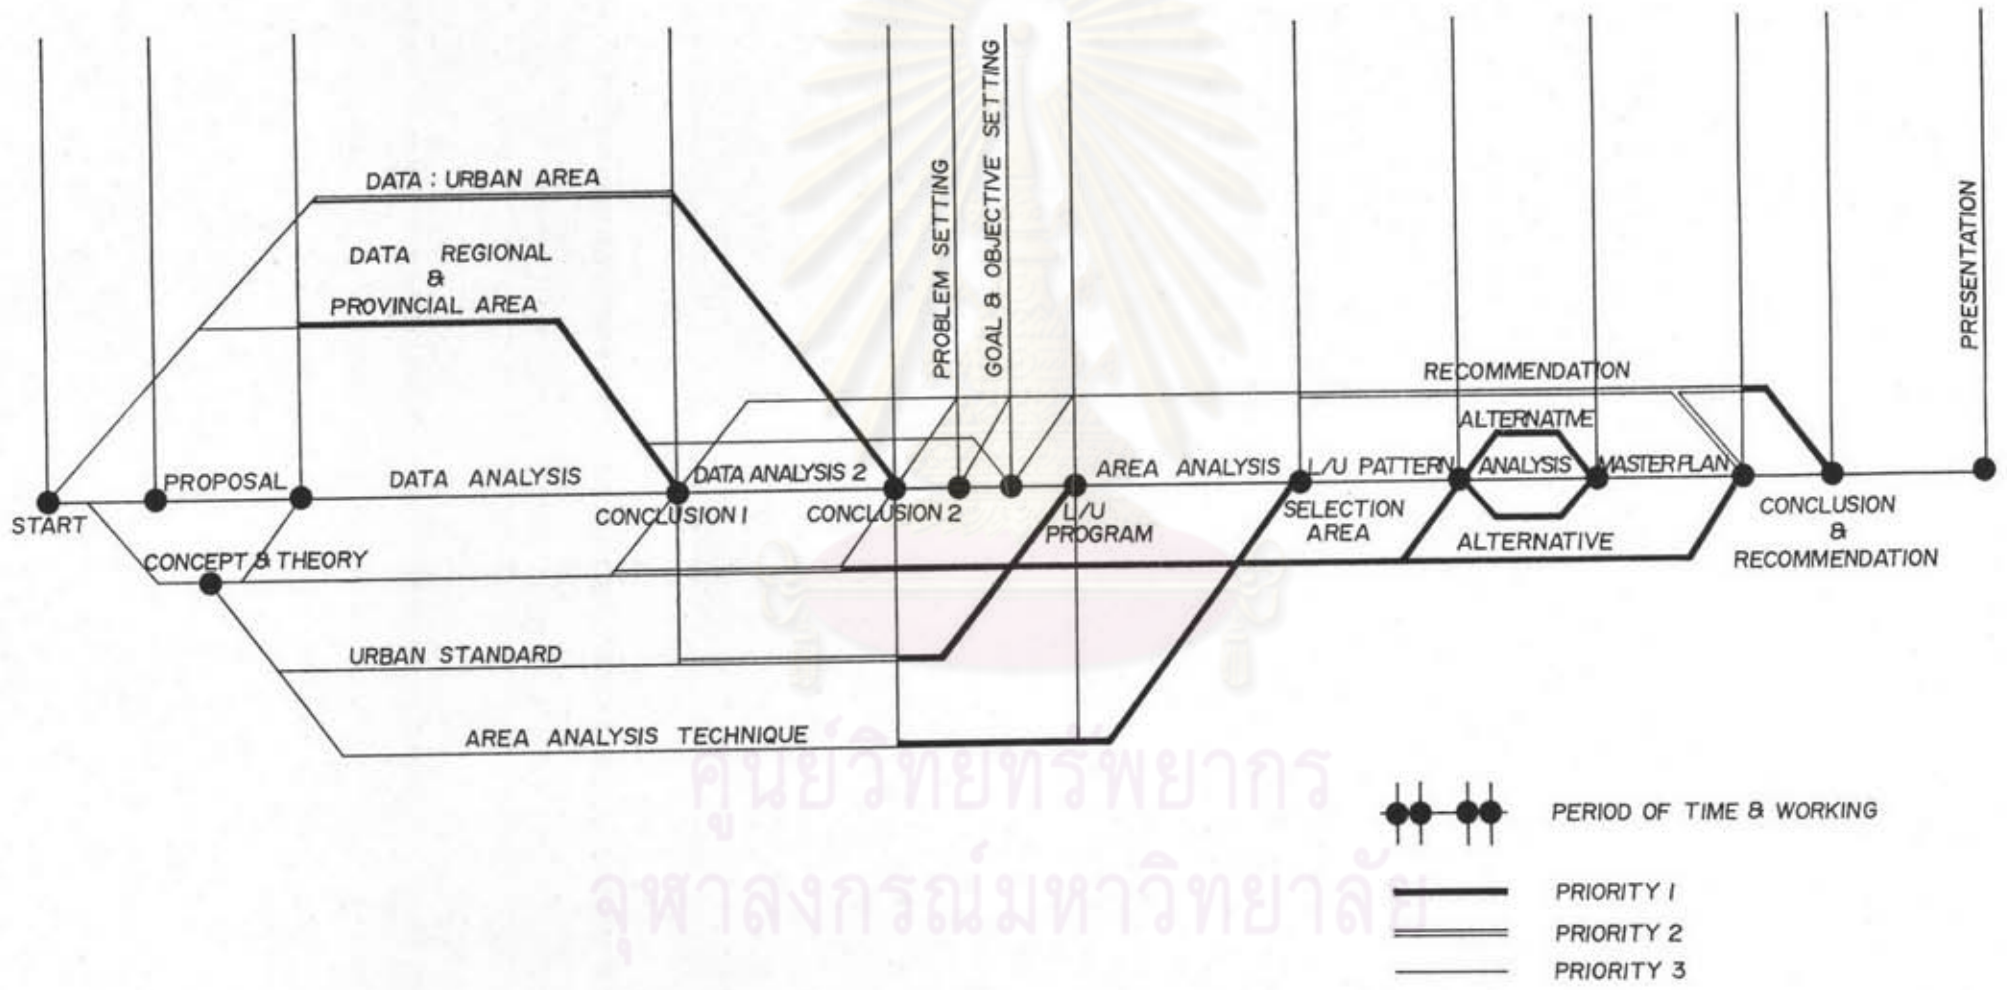 DATA : URBAN AREA
DATA REGIONAL
&
PROVINCIAL AREA
PROBLEM SETTING
GOAL & OBJECTIVE SETTING
PRESENTATION
RECOMMENDATION
ALTERNATIVE
START
PROPOSAL
DATA ANALYSIS
CONCLUSION 1
DATA ANALYSIS 2
CONCLUSION 2
L/U
PROGRAM
AREA ANALYSIS
L/U PATTERN
SELECTION
AREA
ANALYSIS
MASTER PLAN
ALTERNATIVE
CONCLUSION
&
RECOMMENDATION
CONCEPT & THEORY
URBAN STANDARD
AREA ANALYSIS TECHNIQUE
ศูนย์วิทยทรัพยากร
จุฬาลงกรณ์มหาวิทยาลัย
PERIOD OF TIME & WORKING
PRIORITY 1
PRIORITY 2
PRIORITY 3